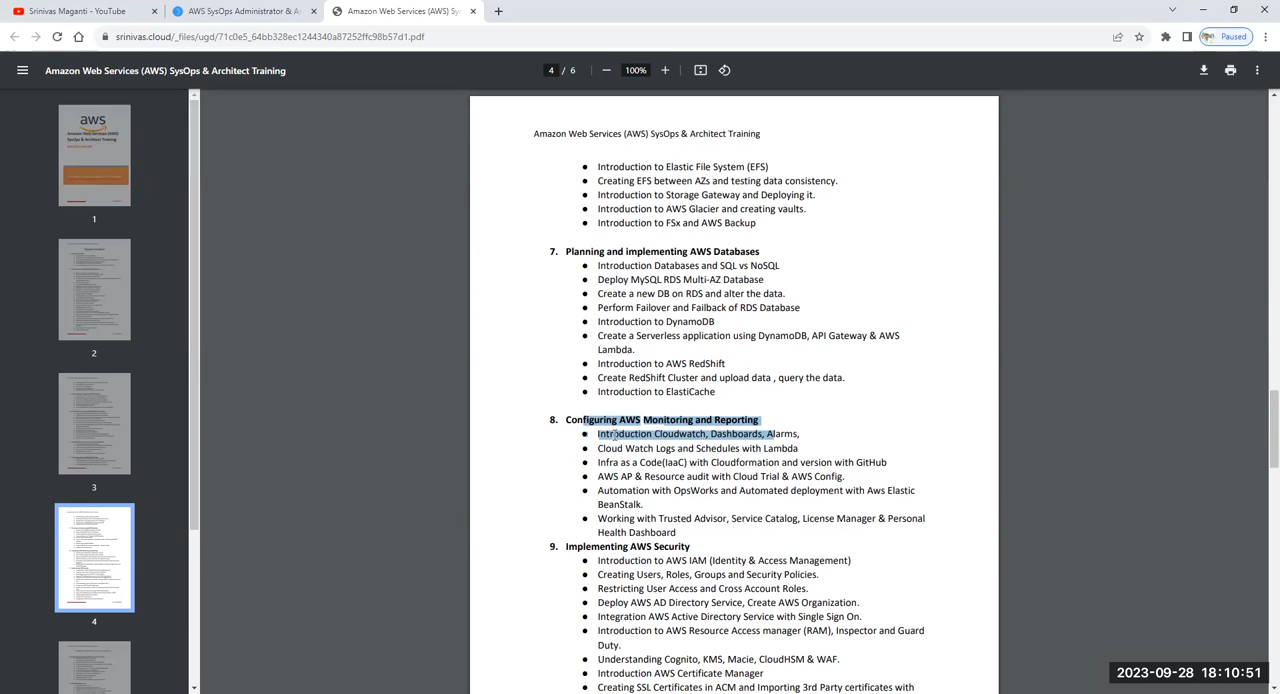 Srinivas Maganti - YouTube
AWS SysOps Administrator & A
Amazon Web Services (AWS) Sy
srinivas.cloud/_files/ugd/71c0e5_64bb328ec1244340a87252ffc98b57d1.pdf
Paused
Amazon Web Services (AWS) SysOps & Architect Training
4 / 6
100%
1
2
3
4
Amazon Web Services (AWS) SysOps & Architect Training
● Introduction to Elastic File System (EFS)
● Creating EFS between AZs and testing data consistency.
● Introduction to Storage Gateway and Deploying it.
● Introduction to AWS Glacier and creating vaults.
● Introduction to FSx and AWS Backup
7. Planning and implementing AWS Databases
● Introduction Databases and SQL vs NoSQL
● Deploy MySQL RDS Multi-AZ Database
● Create a new DB on RDS and alter the data.
● Perform Failover and Failback of RDS Database
● Introduction to DynamoDB
● Create a Serverless application using DynamoDB, API Gateway & AWS
Lambda.
● Introduction to AWS RedShift
● Create RedShift Cluster and upload data , query the data.
● Introduction to ElastiCache
8. Configuring AWS Monitoring and Reporting
● Introduction Cloudwatch, Dashboards, Alarms,
● Cloud Watch Logs and Schedules with Lambda
● Infra as a Code(IaaC) with Cloudformation and version with GitHub
● AWS AP & Resource audit with Cloud Trial & AWS Config.
● Automation with OpsWorks and Automated deployment with Aws Elastic
BeanStalk.
● Working with Trusted Advisor, Service Catalog, License Manager & Personal
Health Dashboard
9. Implementing AWS Security
● Introduction to AWS IAM (Identity & Access Management)
● Creating Users, Roles, Groups and Security Policies.
● Restricting User Access and Cross Account Roles.
● Deploy AWS AD Directory Service, Create AWS Organization.
● Integration AWS Active Directory Service with Single Sign On.
● Introduction to AWS Resource Access manager (RAM), Inspector and Guard
Duty.
● Understanding Cognito, KMS, Macie, CloudHSM & WAF.
● Introduction AWS Certificate Manager
● Creating SSL Certificates in ACM and Importing 3rd Party certificates with
2023-09-28 18:10:51